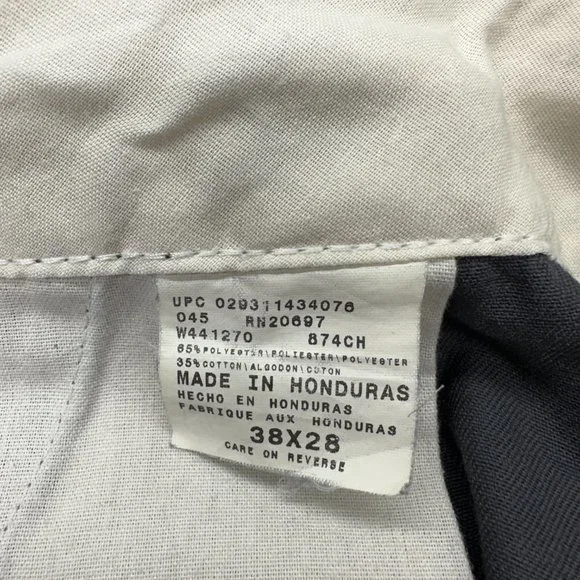 UPC 029311434076
045 RN20697
W441270 874CH
65% POLYESTER\POLIESTER\POLYESTER
35% COTTON\ALGODON\COTON
MADE IN HONDURAS
HECHO EN HONDURAS
FABRIQUE AUX HONDURAS
38X28
CARE ON REVERSE